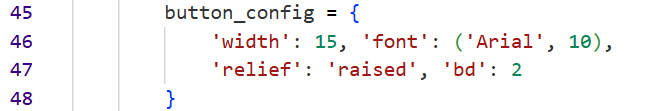 45 button_config = {
46 'width': 15, 'font': ('Arial', 10),
47 'relief': 'raised', 'bd': 2
48 }